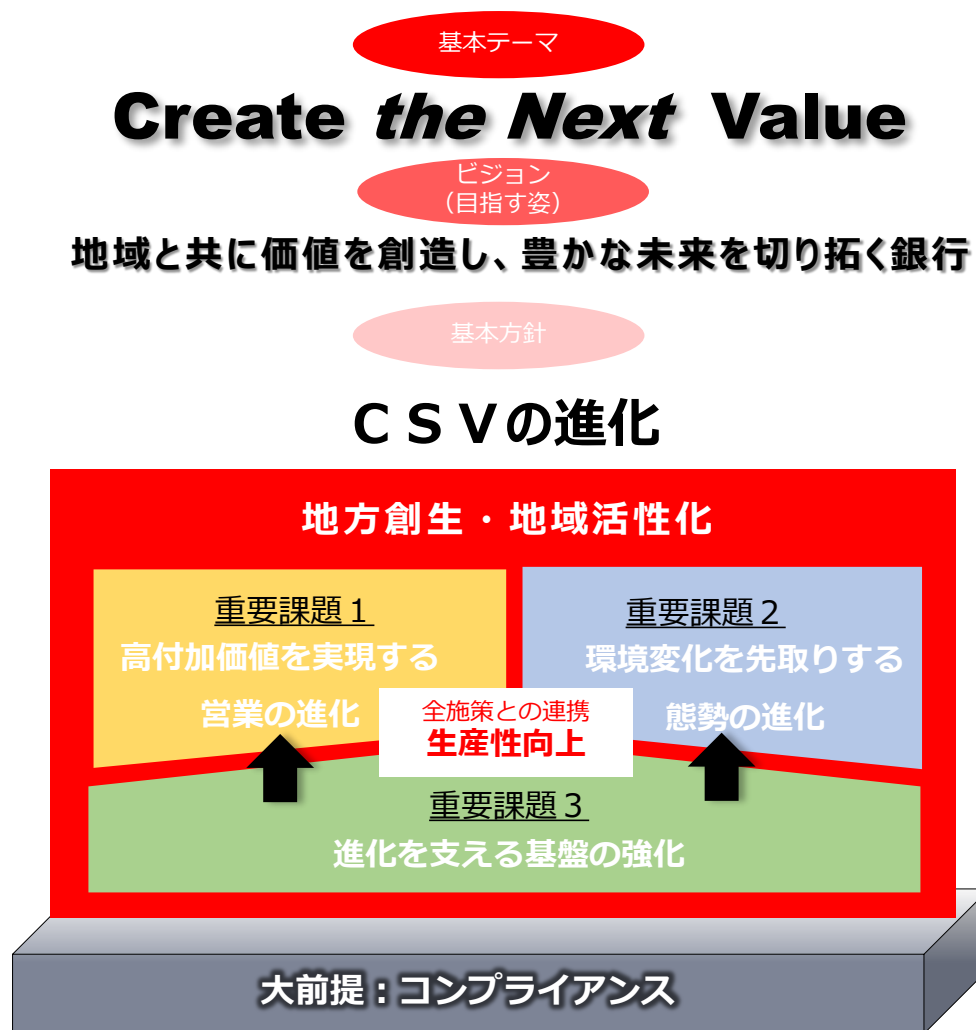 基本テーマ
Create the Next Value
ビジョン
（目指す姿）
地域と共に価値を創造し、豊かな未来を切り拓く銀行
基本方針
ＣＳＶの進化
地方創生・地域活性化
重要課題１
高付加価値を実現する
営業の進化
重要課題２
環境変化を先取りする
態勢の進化
全施策との連携
生産性向上
重要課題３
進化を支える基盤の強化
大前提：コンプライアンス